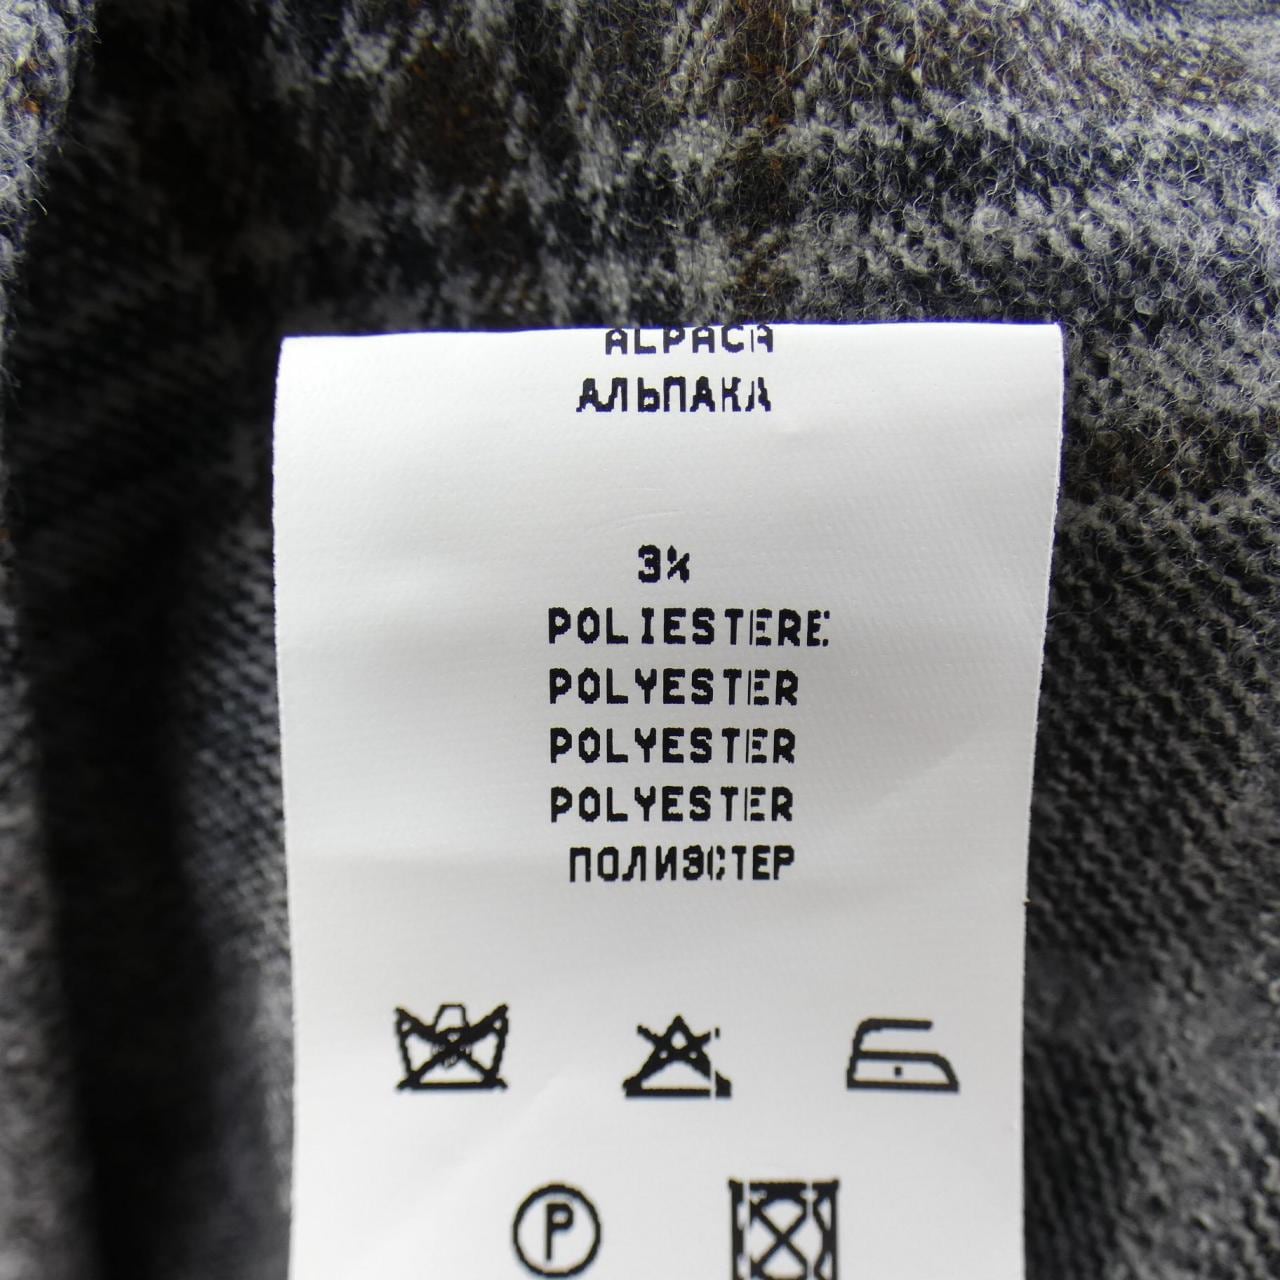 ALPACA
АЛЬПАКА
3%
POLIESTERE
POLYESTER
POLYESTER
POLYESTER
ПОЛИЭСТЕР
P